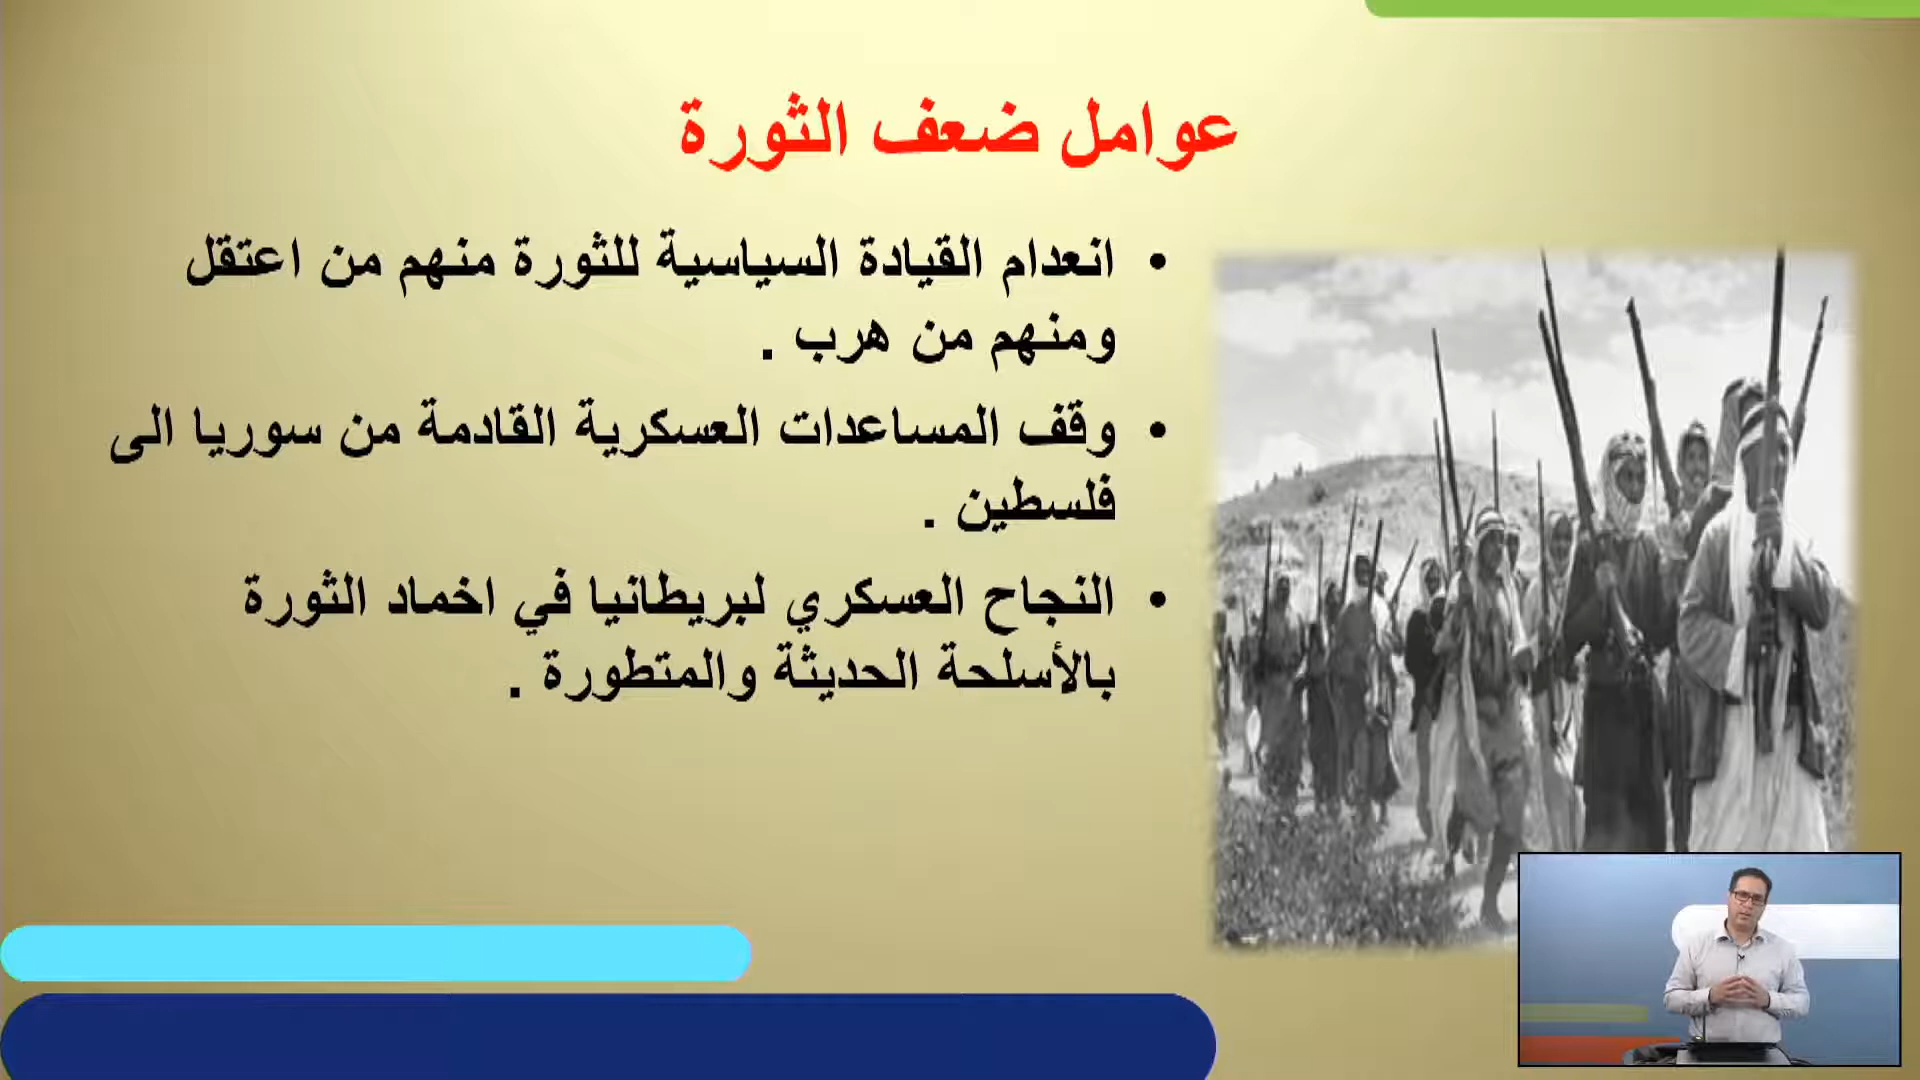 عوامل ضعف الثورة
• انعدام القيادة السياسية للثورة منهم من اعتقل
ومنهم من هرب .
• وقف المساعدات العسكرية القادمة من سوريا الى
فلسطين .
• النجاح العسكري لبريطانيا في اخماد الثورة
بالأسلحة الحديثة والمتطورة .